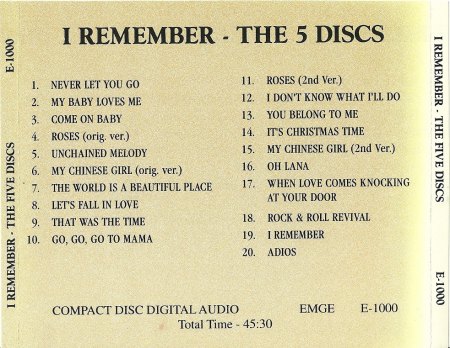 I REMEMBER - THE 5 DISCS
1. NEVER LET YOU GO
2. MY BABY LOVES ME
3. COME ON BABY
4. ROSES (orig. ver.)
5. UNCHAINED MELODY
6. MY CHINESE GIRL (orig ver.)
7. THE WORLD IS A BEAUTIFUL PLACE
8. LET'S FALL IN LOVE
9. THAT WAS THE TIME
10. GO, GO, GO TO MAMA
11. ROSES (2nd Ver.)
12. I DON'T KNOW WHAT I'LL DO
13. YOU BELONG TO ME
14. IT'S CHRISTMAS TIME
15. MY CHINESE GIRL (2nd Ver.)
16. OH LANA
17. WHEN LOVE COMES KNOCKING
AT YOUR DOOR
18. ROCK & ROLL REVIVAL
19. I REMEMBER
20. ADIOS
COMPACT DISC DIGITAL AUDIO EMGE E-1000
Total Time - 45:30
I REMEMBER - THE FIVE DISCS E-1000
I REMEMBER - THE FIVE DISCS E-1000